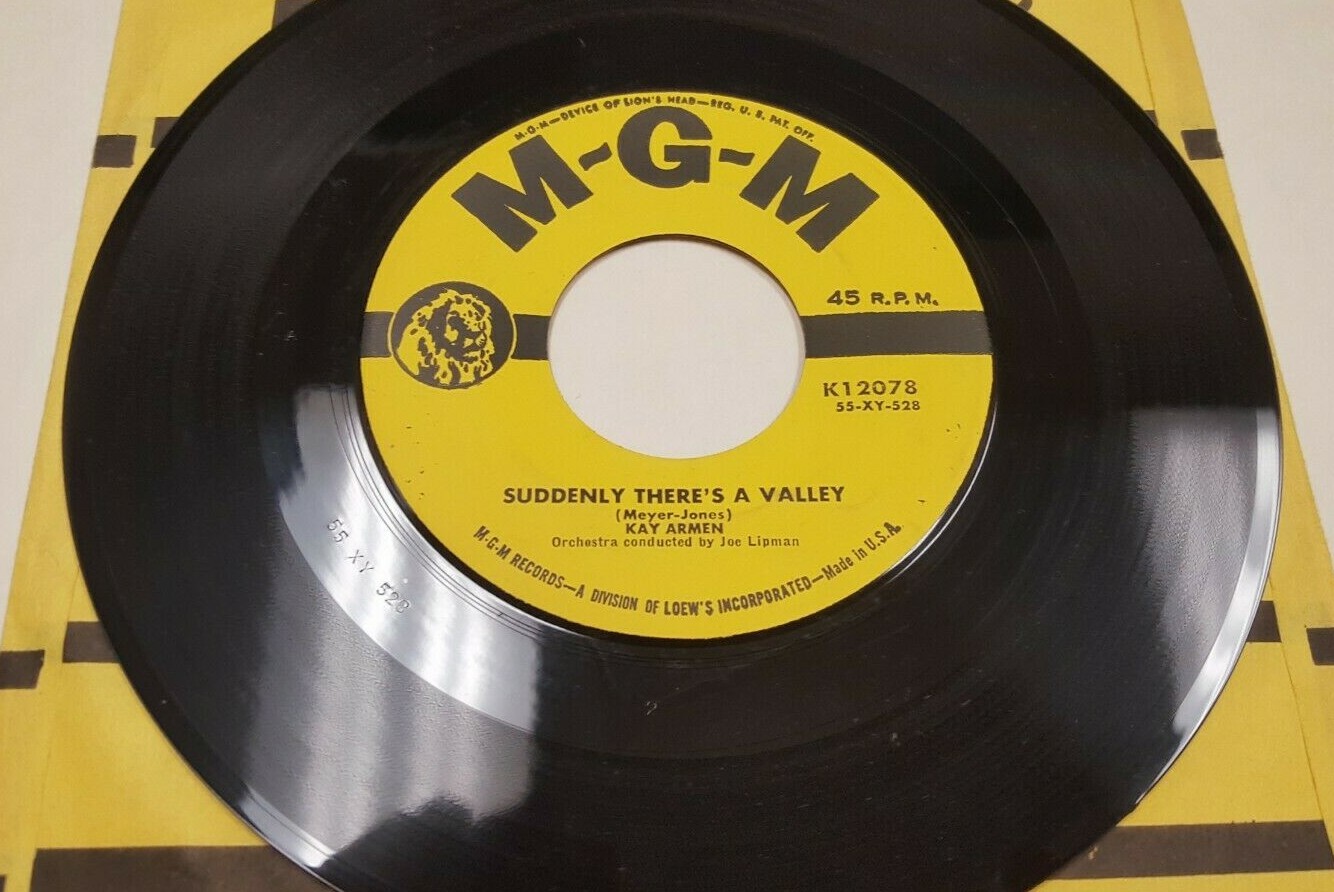 M-G-M—DEVICE OF LION'S HEAD—REG. U. S. PAT. OFF.
M-G-M
45 R.P.M.
K12078
55-XY-528
SUDDENLY THERE'S A VALLEY
(Meyer-Jones)
KAY ARMEN
Orchestra conducted by Joe Lipman
M-G-M RECORDS—A DIVISION OF LOEW'S INCORPORATED—Made in U.S.A.
55 XY 528